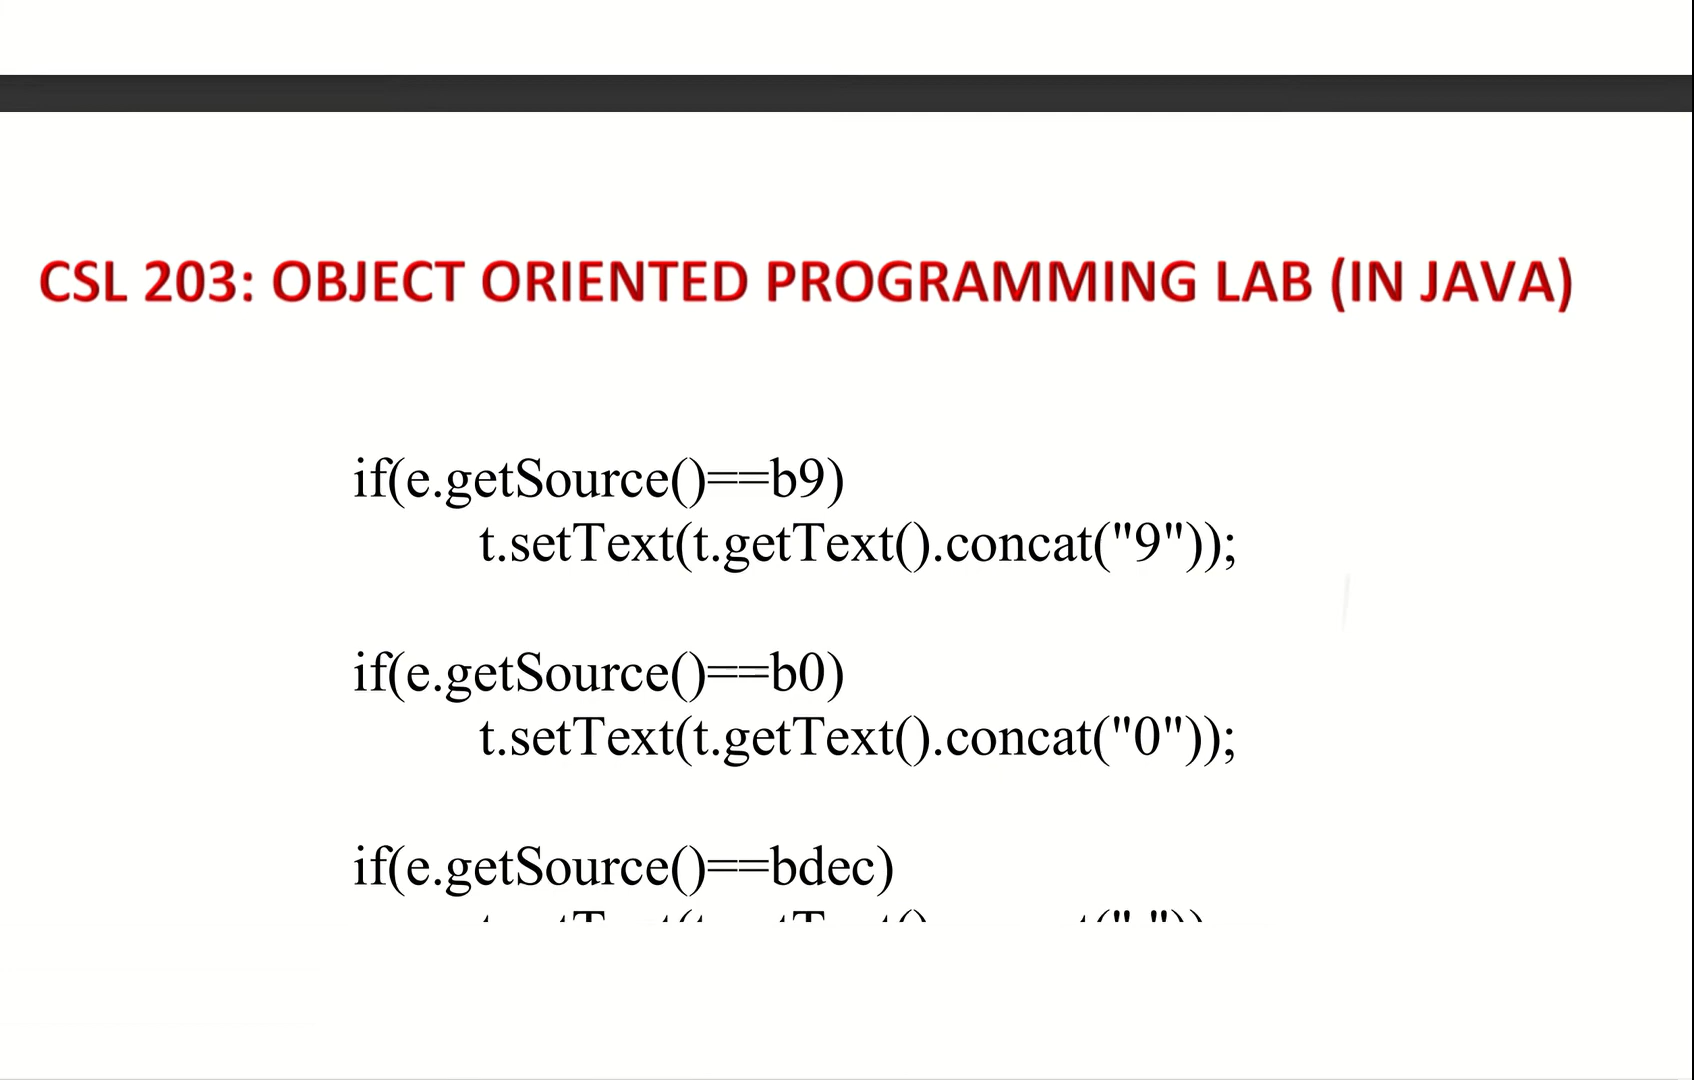 CSL 203: OBJECT ORIENTED PROGRAMMING LAB (IN JAVA)
if(e.getSource()==b9)
t.setText(t.getText().concat("9"));
if(e.getSource()==b0)
t.setText(t.getText().concat("0"));
if(e.getSource()==bdec)